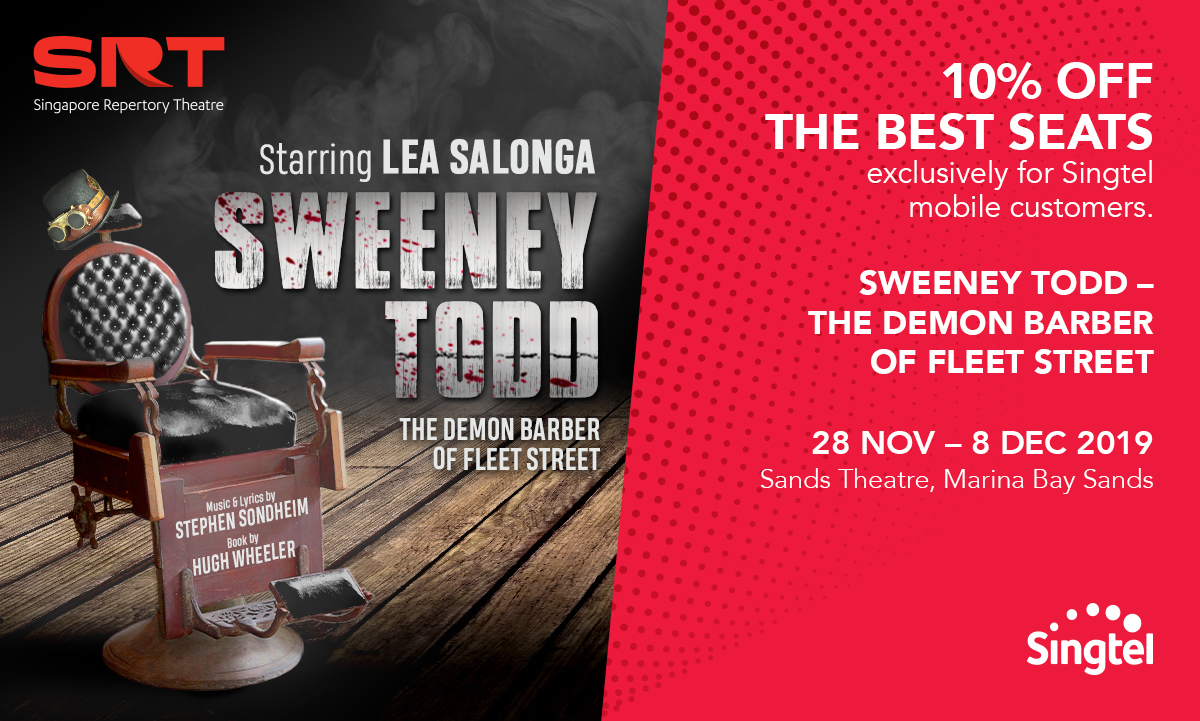 SRT
Singapore Repertory Theatre
Starring LEA SALONGA
SWEENEY
TODD
THE DEMON BARBER
OF FLEET STREET
Music & Lyrics by
STEPHEN SONDHEIM
Book by
HUGH WHEELER
10% OFF
THE BEST SEATS
exclusively for Singtel
mobile customers.
SWEENEY TODD –
THE DEMON BARBER
OF FLEET STREET
28 NOV – 8 DEC 2019
Sands Theatre, Marina Bay Sands
Singtel